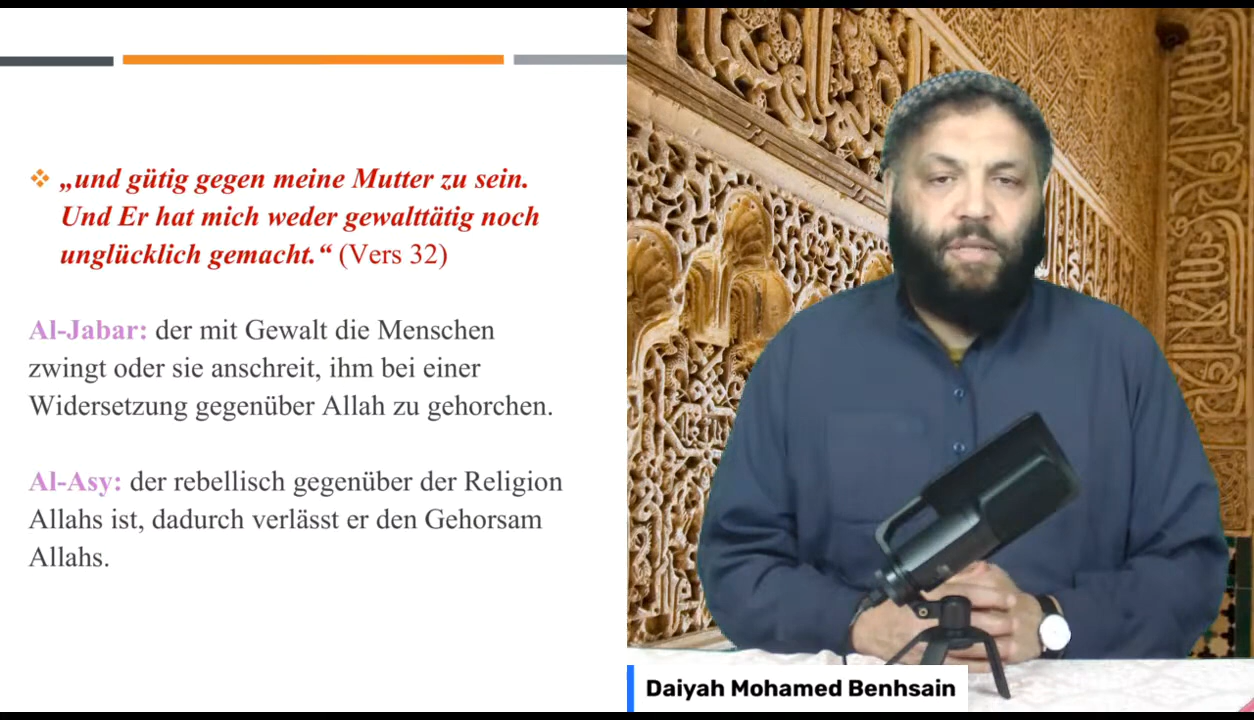 „und gütig gegen meine Mutter zu sein.
Und Er hat mich weder gewalttätig noch
unglücklich gemacht.“ (Vers 32)
Al-Jabar: der mit Gewalt die Menschen
zwingt oder sie anschreit, ihm bei einer
Widersetzung gegenüber Allah zu gehorchen.
Al-Asy: der rebellisch gegenüber der Religion
Allahs ist, dadurch verlässt er den Gehorsam
Allahs.
Daiyah Mohamed Benhsain